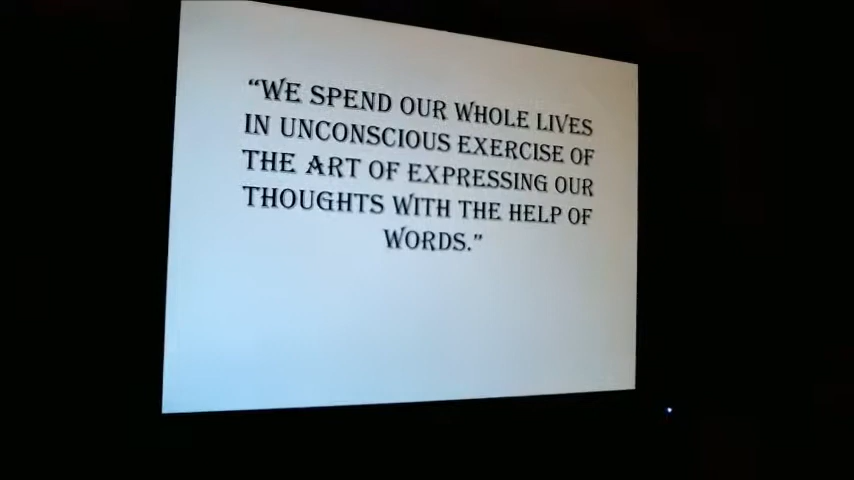 “WE SPEND OUR WHOLE LIVES
IN UNCONSCIOUS EXERCISE OF
THE ART OF EXPRESSING OUR
THOUGHTS WITH THE HELP OF
WORDS.”